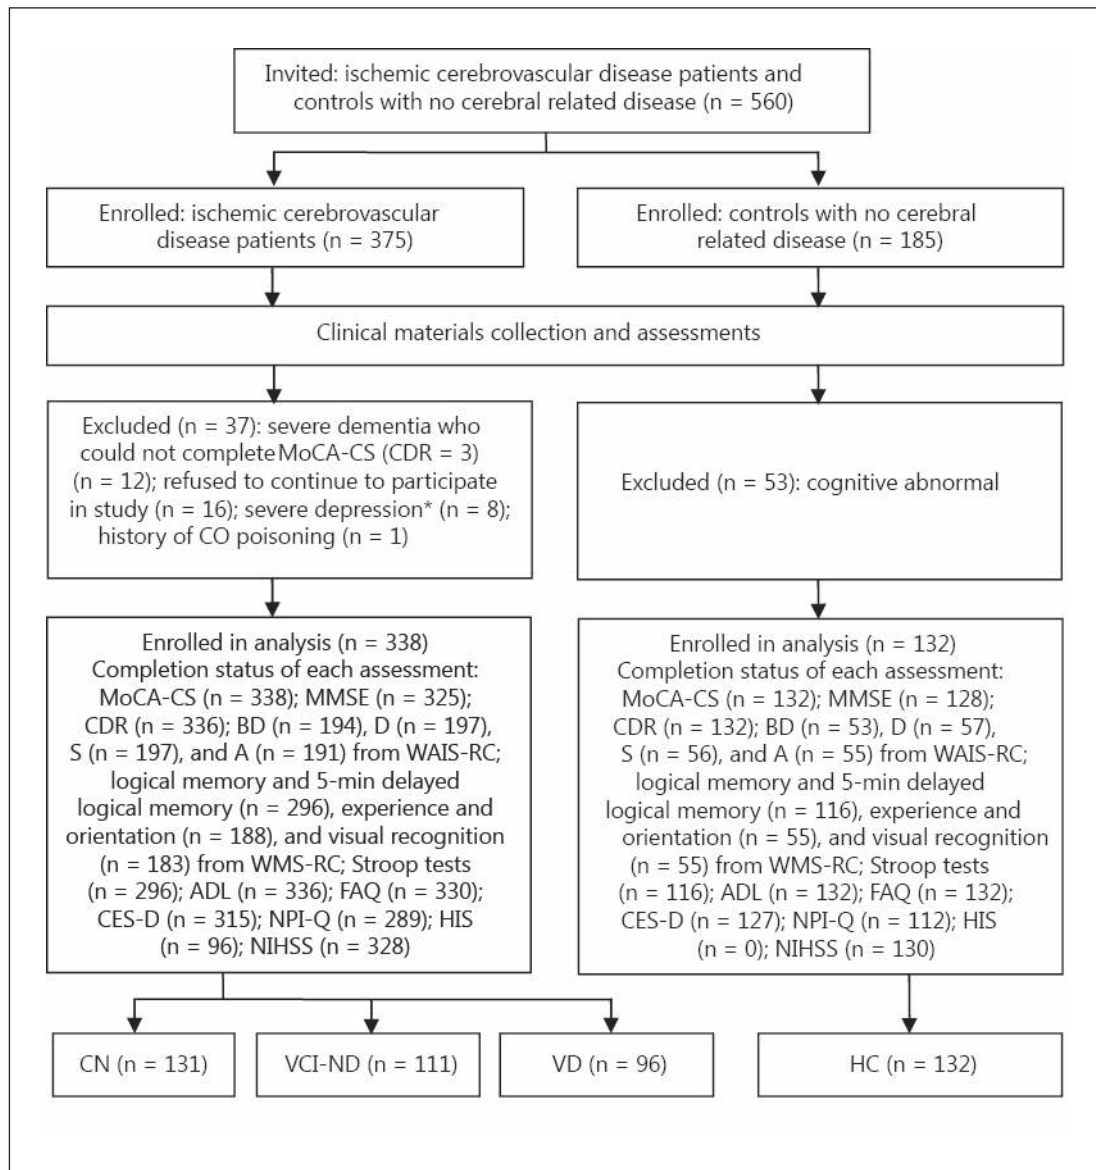 Invited: ischemic cerebrovascular disease patients and
controls with no cerebral related disease (n = 560)
Enrolled: ischemic cerebrovascular
disease patients (n = 375)
Enrolled: controls with no cerebral
related disease (n = 185)
Clinical materials collection and assessments
Excluded (n = 37): severe dementia who
could not complete MoCA-CS (CDR = 3)
(n = 12); refused to continue to participate
in study (n = 16); severe depression* (n = 8);
history of CO poisoning (n = 1)
Excluded (n = 53): cognitive abnormal
Enrolled in analysis (n = 338)
Completion status of each assessment:
MoCA-CS (n = 338); MMSE (n = 325);
CDR (n = 336); BD (n = 194), D (n = 197),
S (n = 197), and A (n = 191) from WAIS-RC;
logical memory and 5-min delayed
logical memory (n = 296), experience and
orientation (n = 188), and visual recognition
(n = 183) from WMS-RC; Stroop tests
(n = 296); ADL (n = 336); FAQ (n = 330);
CES-D (n = 315); NPI-Q (n = 289); HIS
(n = 96); NIHSS (n = 328)
Enrolled in analysis (n = 132)
Completion status of each assessment:
MoCA-CS (n = 132); MMSE (n = 128);
CDR (n = 132); BD (n = 53), D (n = 57),
S (n = 56), and A (n = 55) from WAIS-RC;
logical memory and 5-min delayed
logical memory (n = 116), experience and
orientation (n = 55), and visual recognition
(n = 55) from WMS-RC; Stroop tests
(n = 116); ADL (n = 132); FAQ (n = 132);
CES-D (n = 127); NPI-Q (n = 112); HIS
(n = 0); NIHSS (n = 130)
CN (n = 131)
VCI-ND (n = 111)
VD (n = 96)
HC (n = 132)